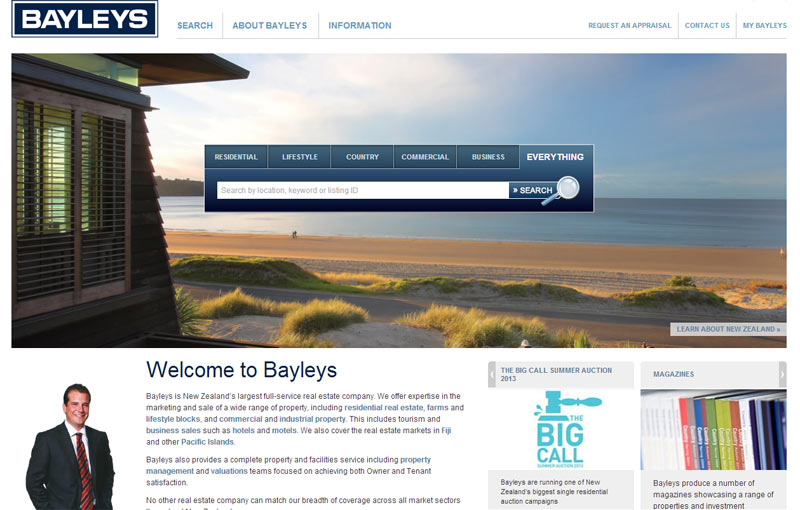 BAYLEYS
SEARCH
ABOUT BAYLEYS
INFORMATION
REQUEST AN APPRAISAL
CONTACT US
MY BAYLEYS
RESIDENTIAL
LIFESTYLE
COUNTRY
COMMERCIAL
BUSINESS
EVERYTHING
Search by location, keyword or listing ID
» SEARCH
LEARN ABOUT NEW ZEALAND »
Welcome to Bayleys
Bayleys is New Zealand's largest full-service real estate company. We offer expertise in the
marketing and sale of a wide range of property, including residential real estate, farms and
lifestyle blocks, and commercial and industrial property. This includes tourism and
business sales such as hotels and motels. We also cover the real estate markets in Fiji
and other Pacific Islands.
Bayleys also provides a complete property and facilities service including property
management and valuations teams focused on achieving both Owner and Tenant
satisfaction.
No other real estate company can match our breadth of coverage across all market sectors
THE BIG CALL SUMMER AUCTION
2013
THE
BIG
CALL
SUMMER AUCTION 2013
Bayleys are running one of New
Zealand's biggest single residential
auction campaigns
MAGAZINES
Bayleys produce a number of
magazines showcasing a range of
properties and investment